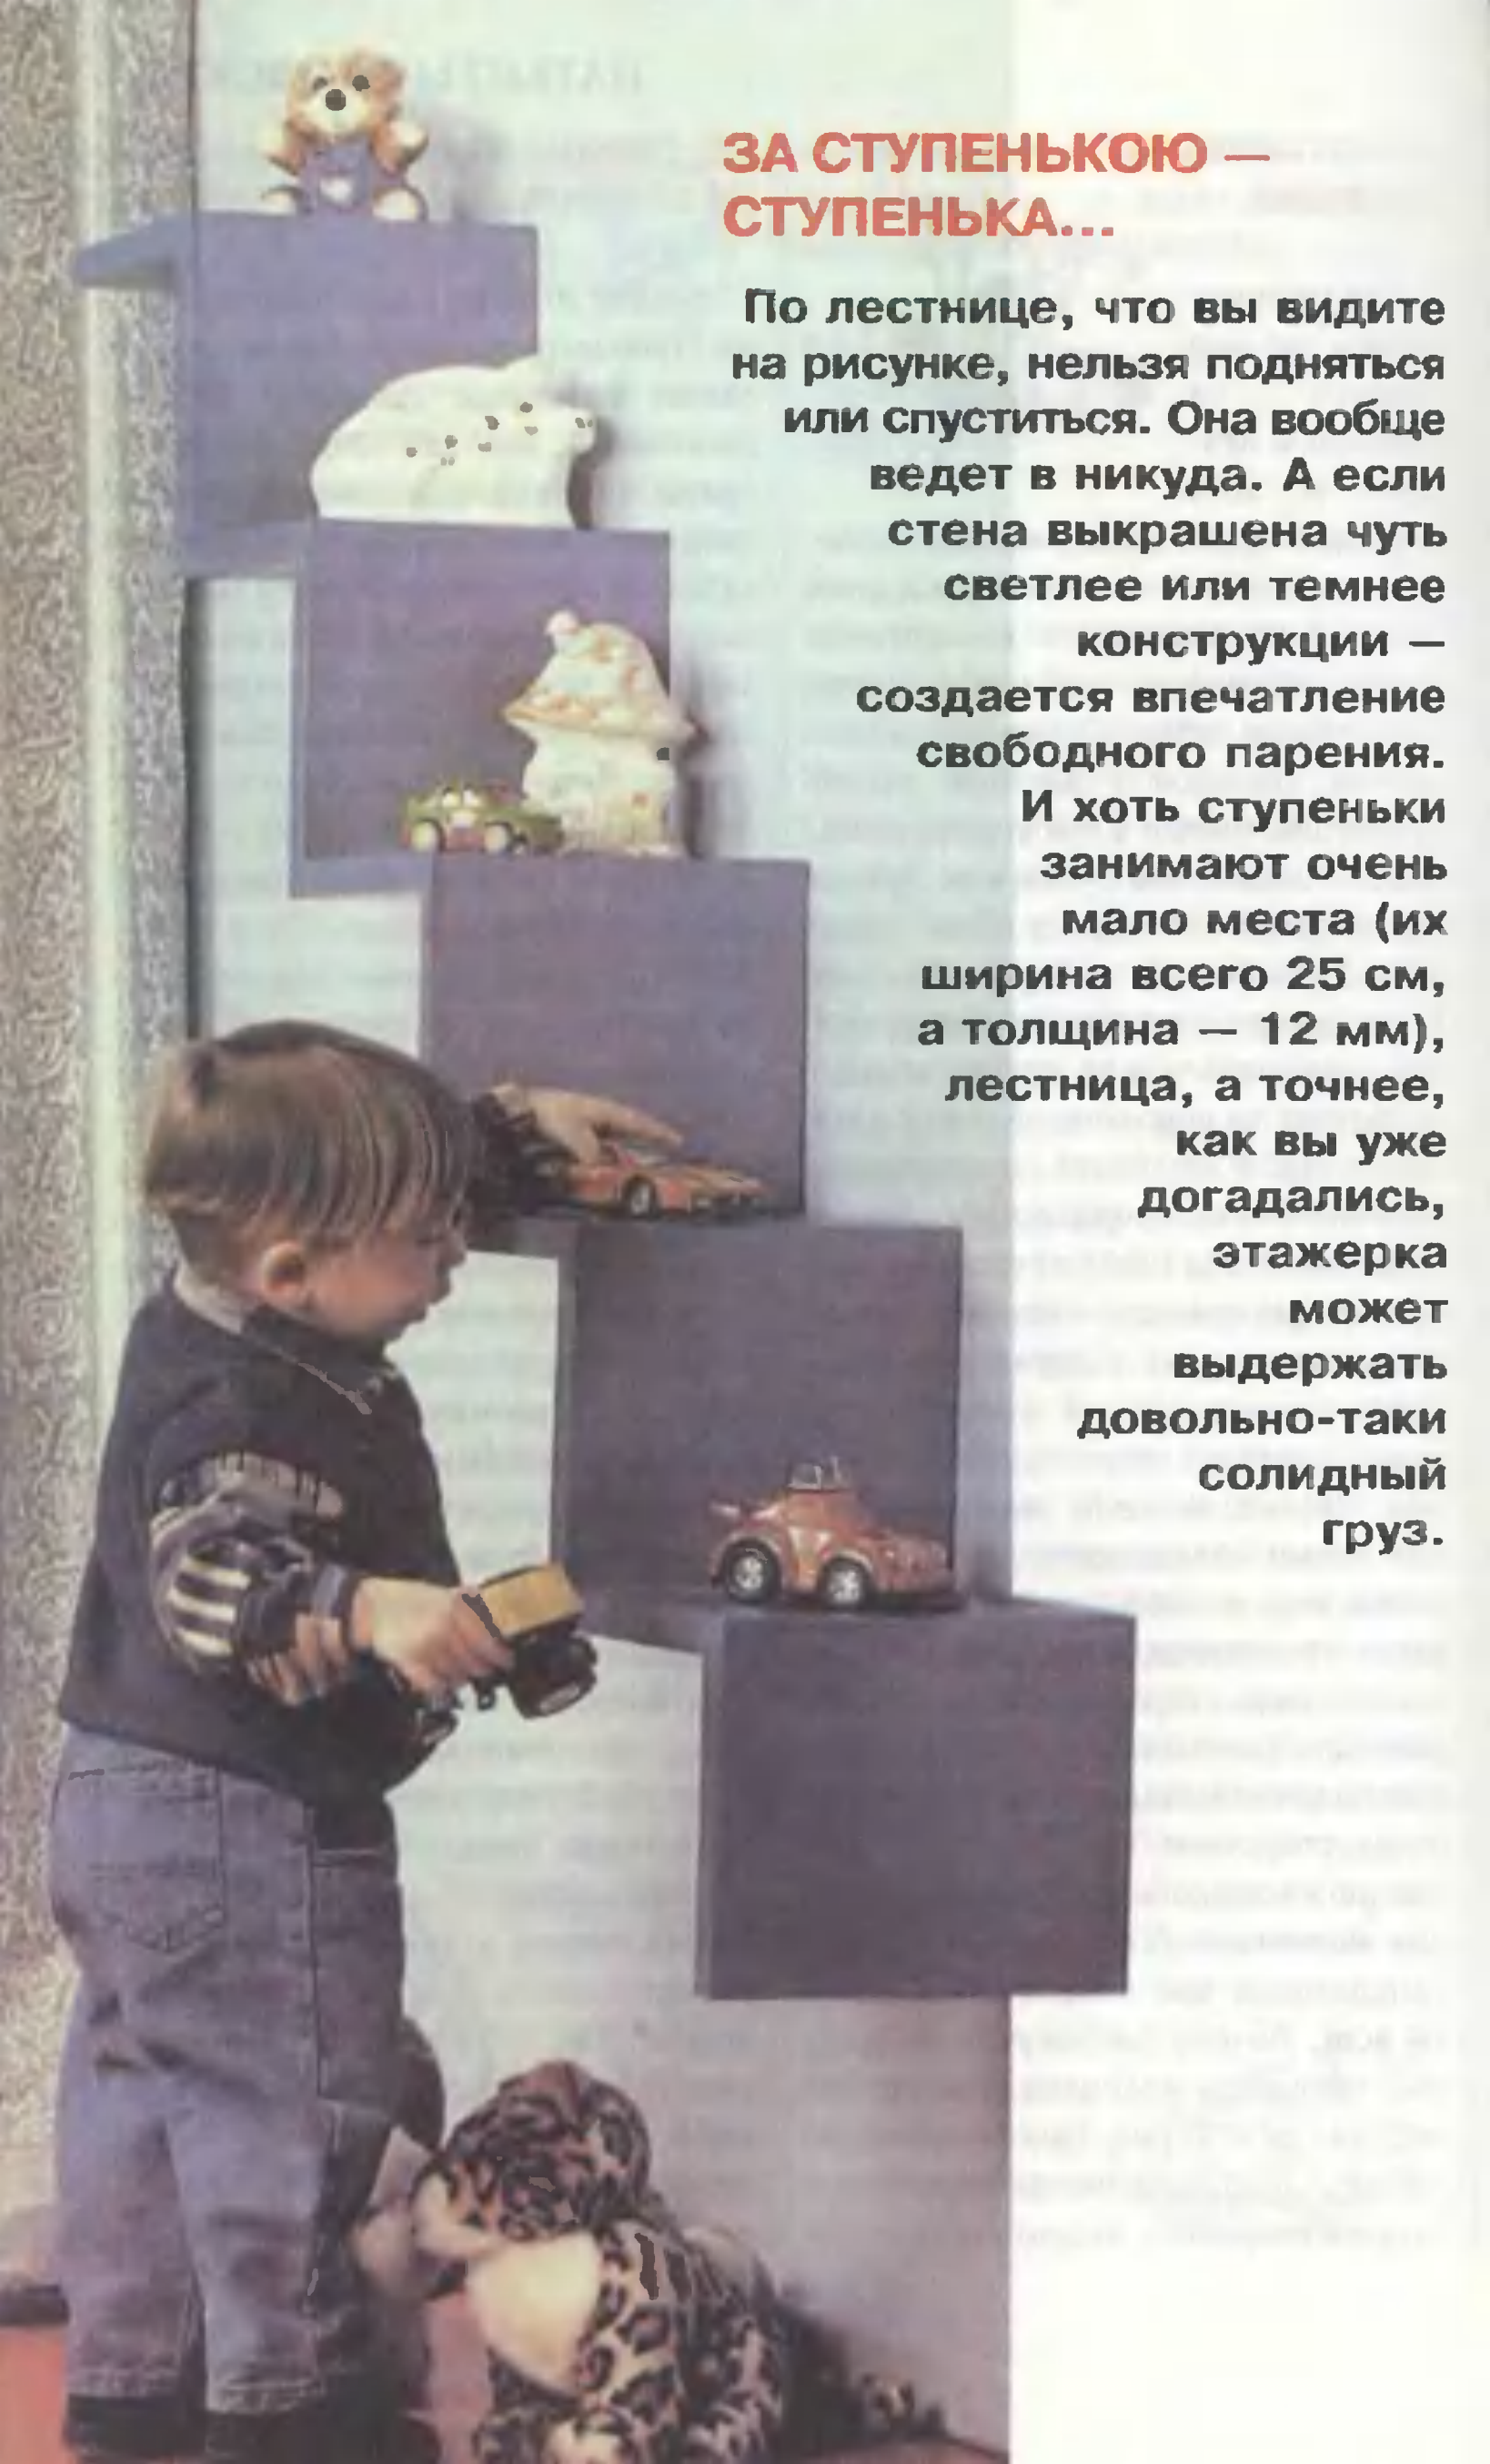 ЗА СТУПЕНЬКОЮ —
СТУПЕНЬКА...
По лестнице, что вы видите
на рисунке, нельзя подняться
или спуститься. Она вообще
ведет в никуда. А если
стена выкрашена чуть
светлее или темнее
конструкции —
создается впечатление
свободного парения.
И хоть ступеньки
занимают очень
мало места (их
ширина всего 25 см,
а толщина — 12 мм),
лестница, а точнее,
как вы уже
догадались,
этажерка
может
выдержать
довольно-таки
солидный
груз.